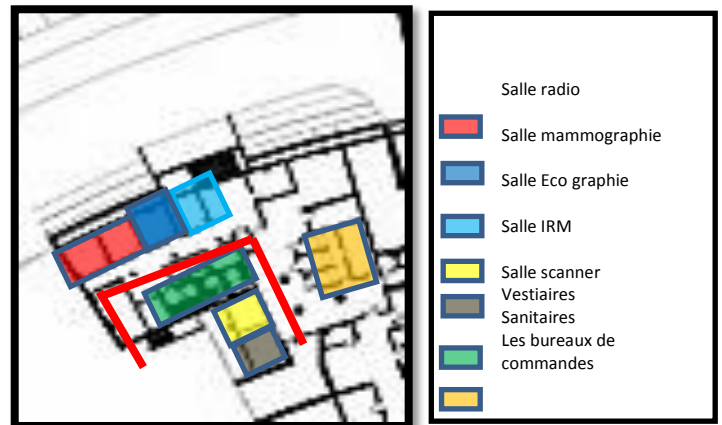 Salle radio
Salle mammographie
Salle Eco graphie
Salle IRM
Salle scanner
Vestiaires
Sanitaires
Les bureaux de
commandes